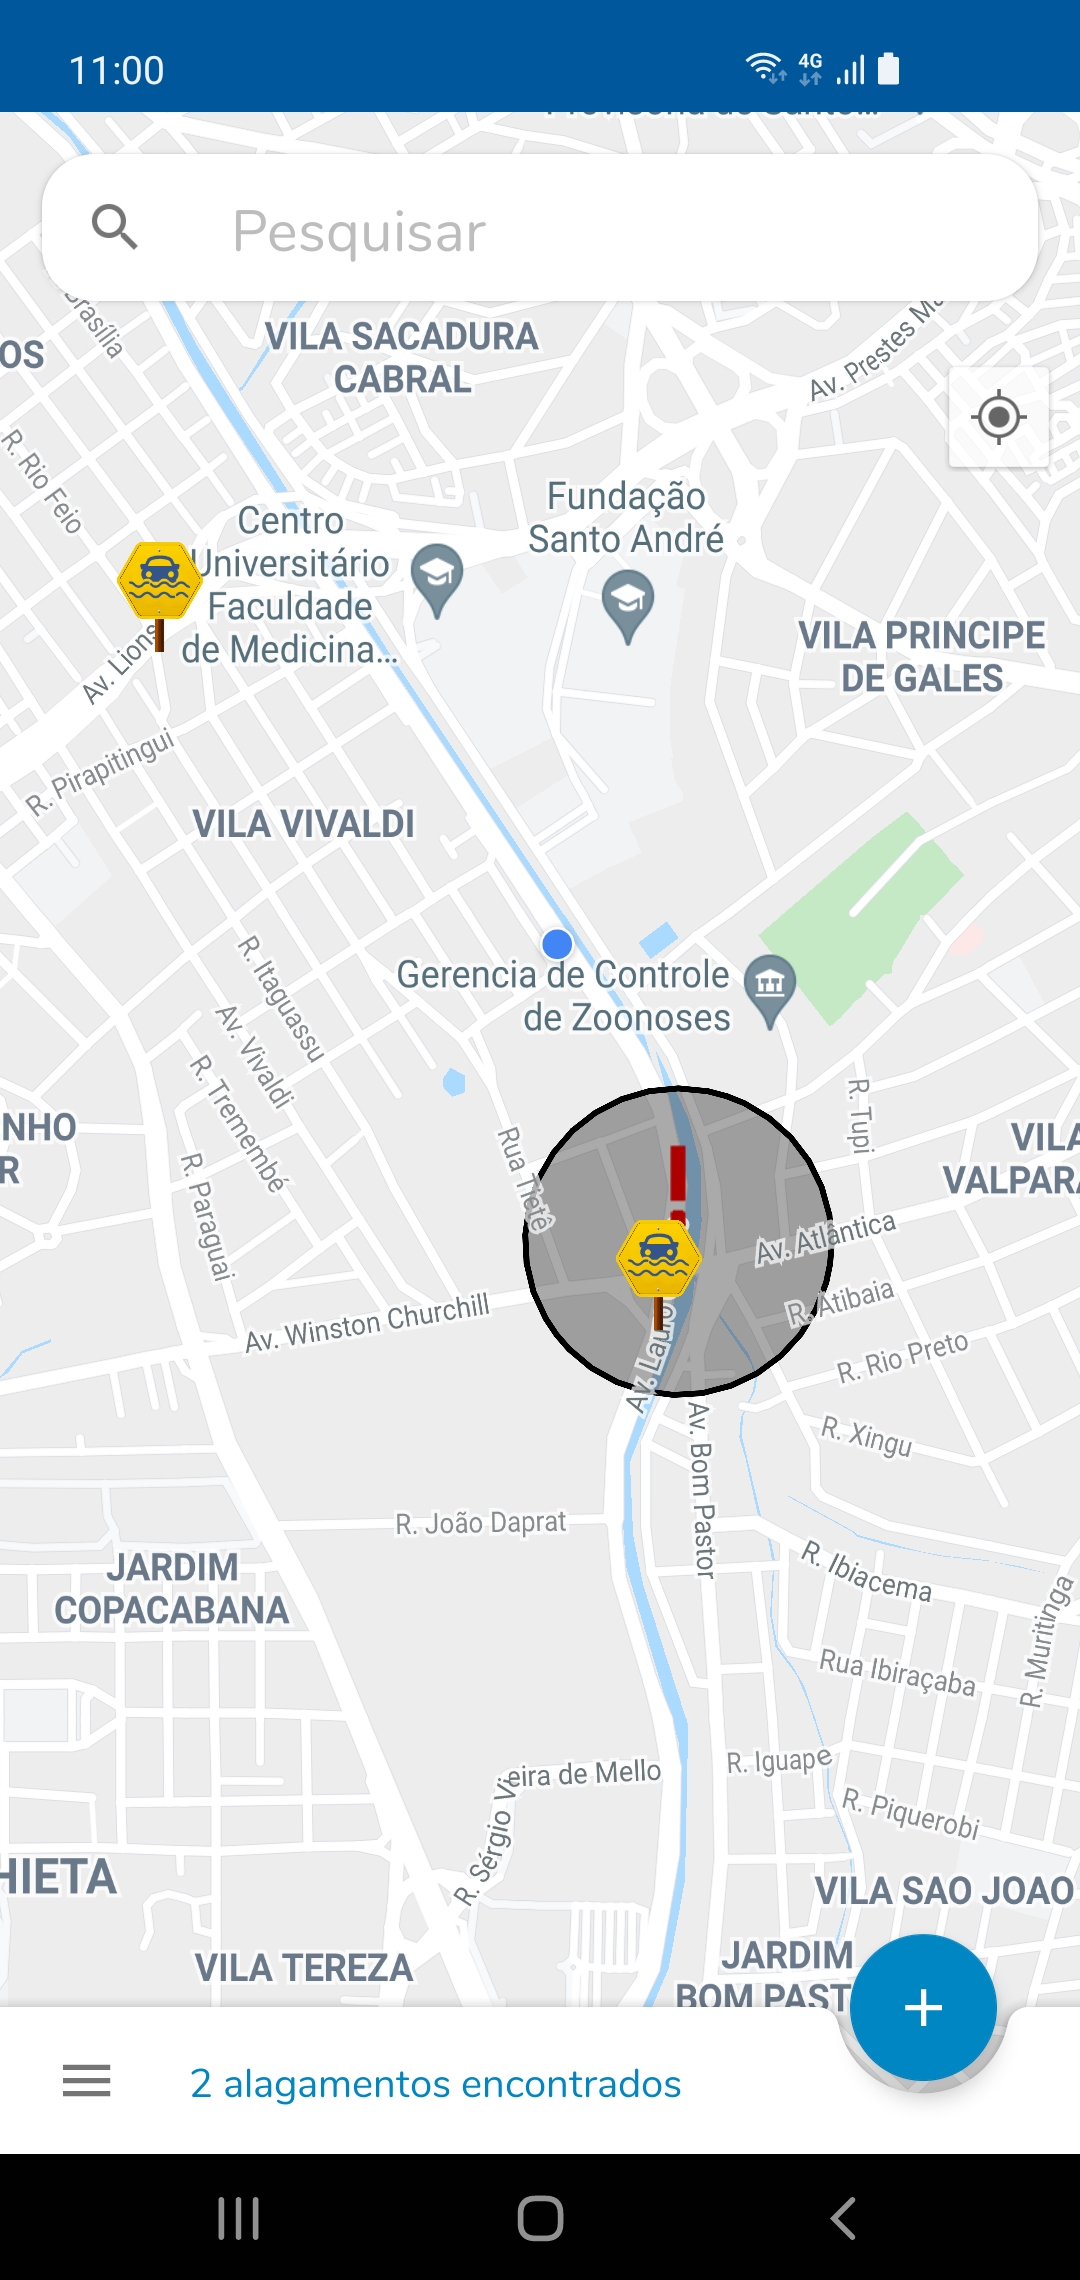 11:00
4G
Pesquisar
Brasília
VILA SACADURA
CABRAL
OS
Av. Prestes
R. Rio Feio
Fundação
Santo André
Centro
Universitário
Faculdade
de Medicina...
Av. Lions
VILA PRINCIPE
DE GALES
R. Pirapitingui
VILA VIVALDI
R. Itaguassu
Gerencia de Controle
de Zoonoses
Av. Vivaldi
R. Tremembé
R. Tupi
NHO
R
VILA
VALPARA
Rua Tietê
R. Paraguai
Av. Atlântica
R. Atibaia
Av. Winston Churchill
R. Rio Preto
Av. Lauro
R. Xingu
Av. Bom Pastor
R. João Daprat
R. Ibiacema
JARDIM
COPACABANA
R. Muritinga
Rua Ibiraçaba
R. Iguape
R. Sérgio Vieira de Mello
R. Piquerobi
HIETA
VILA SAO JOAO
VILA TEREZA
JARDIM
BOM PAST
2 alagamentos encontrados